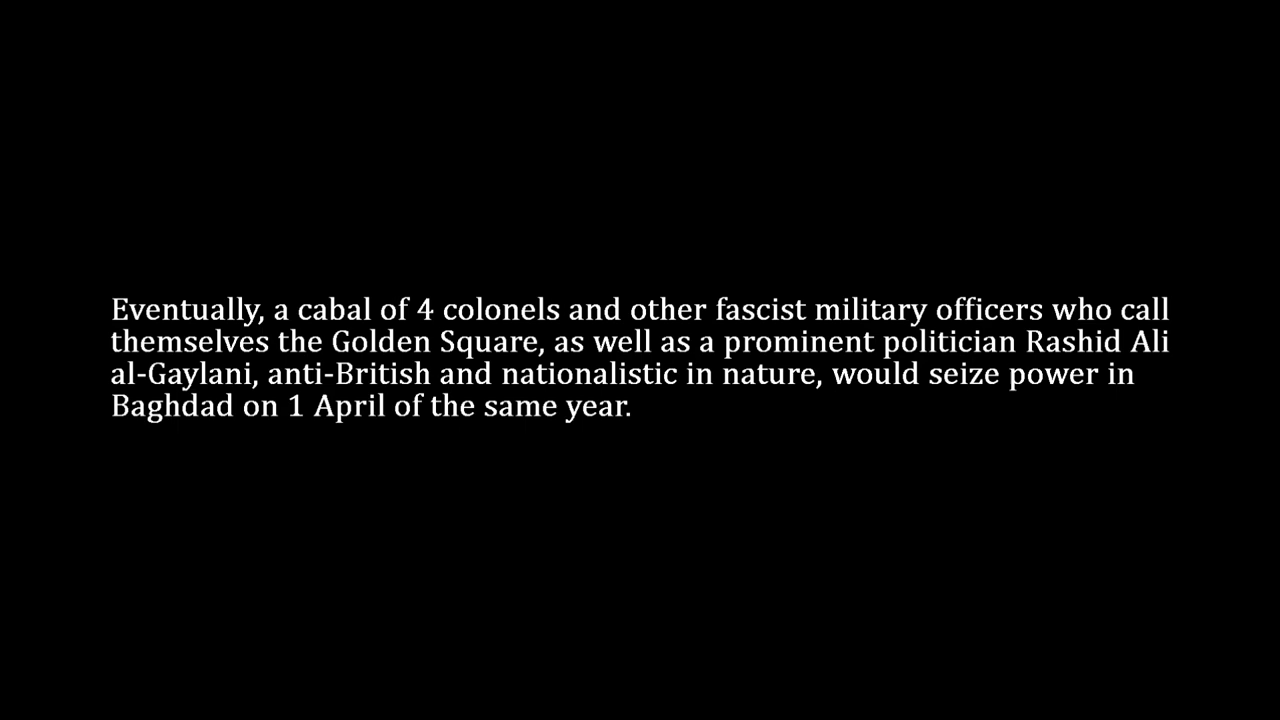 Eventually, a cabal of 4 colonels and other fascist military officers who call
themselves the Golden Square, as well as a prominent politician Rashid Ali
al-Gaylani, anti-British and nationalistic in nature, would seize power in
Baghdad on 1 April of the same year.